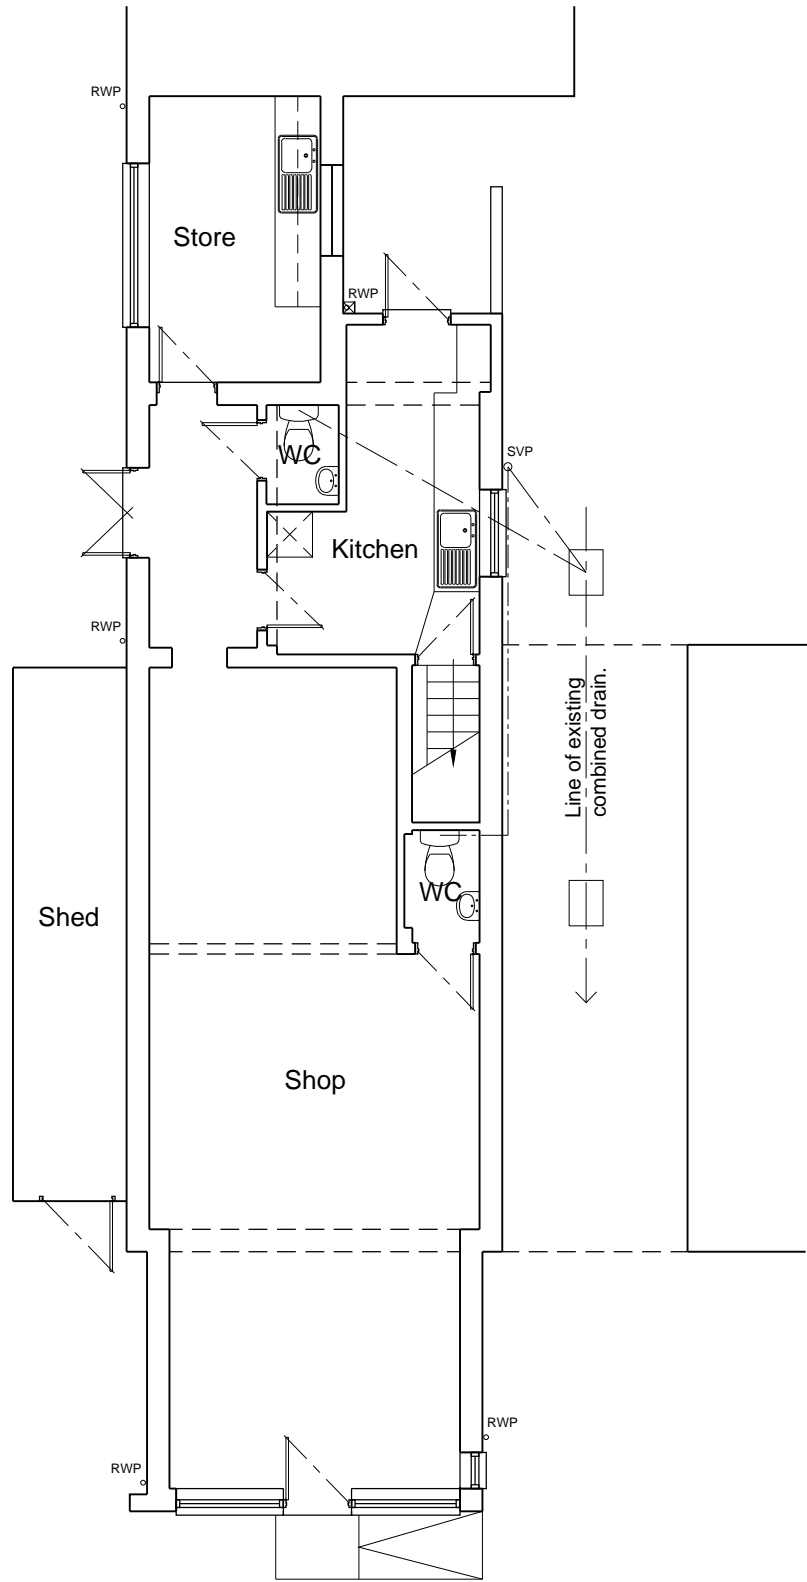 RWP
Store
RWP
WC
SVP
Kitchen
RWP
Line of existing
combined drain.
WC
Shed
Shop
RWP
RWP